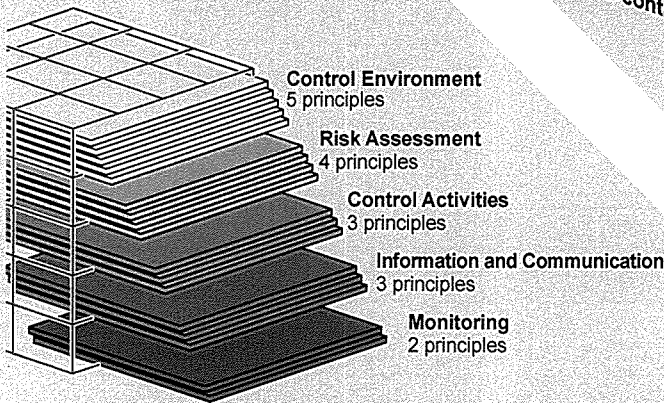 Control Environment
5 principles
Risk Assessment
4 principles
Control Activities
3 principles
Information and Communication
3 principles
Monitoring
2 principles